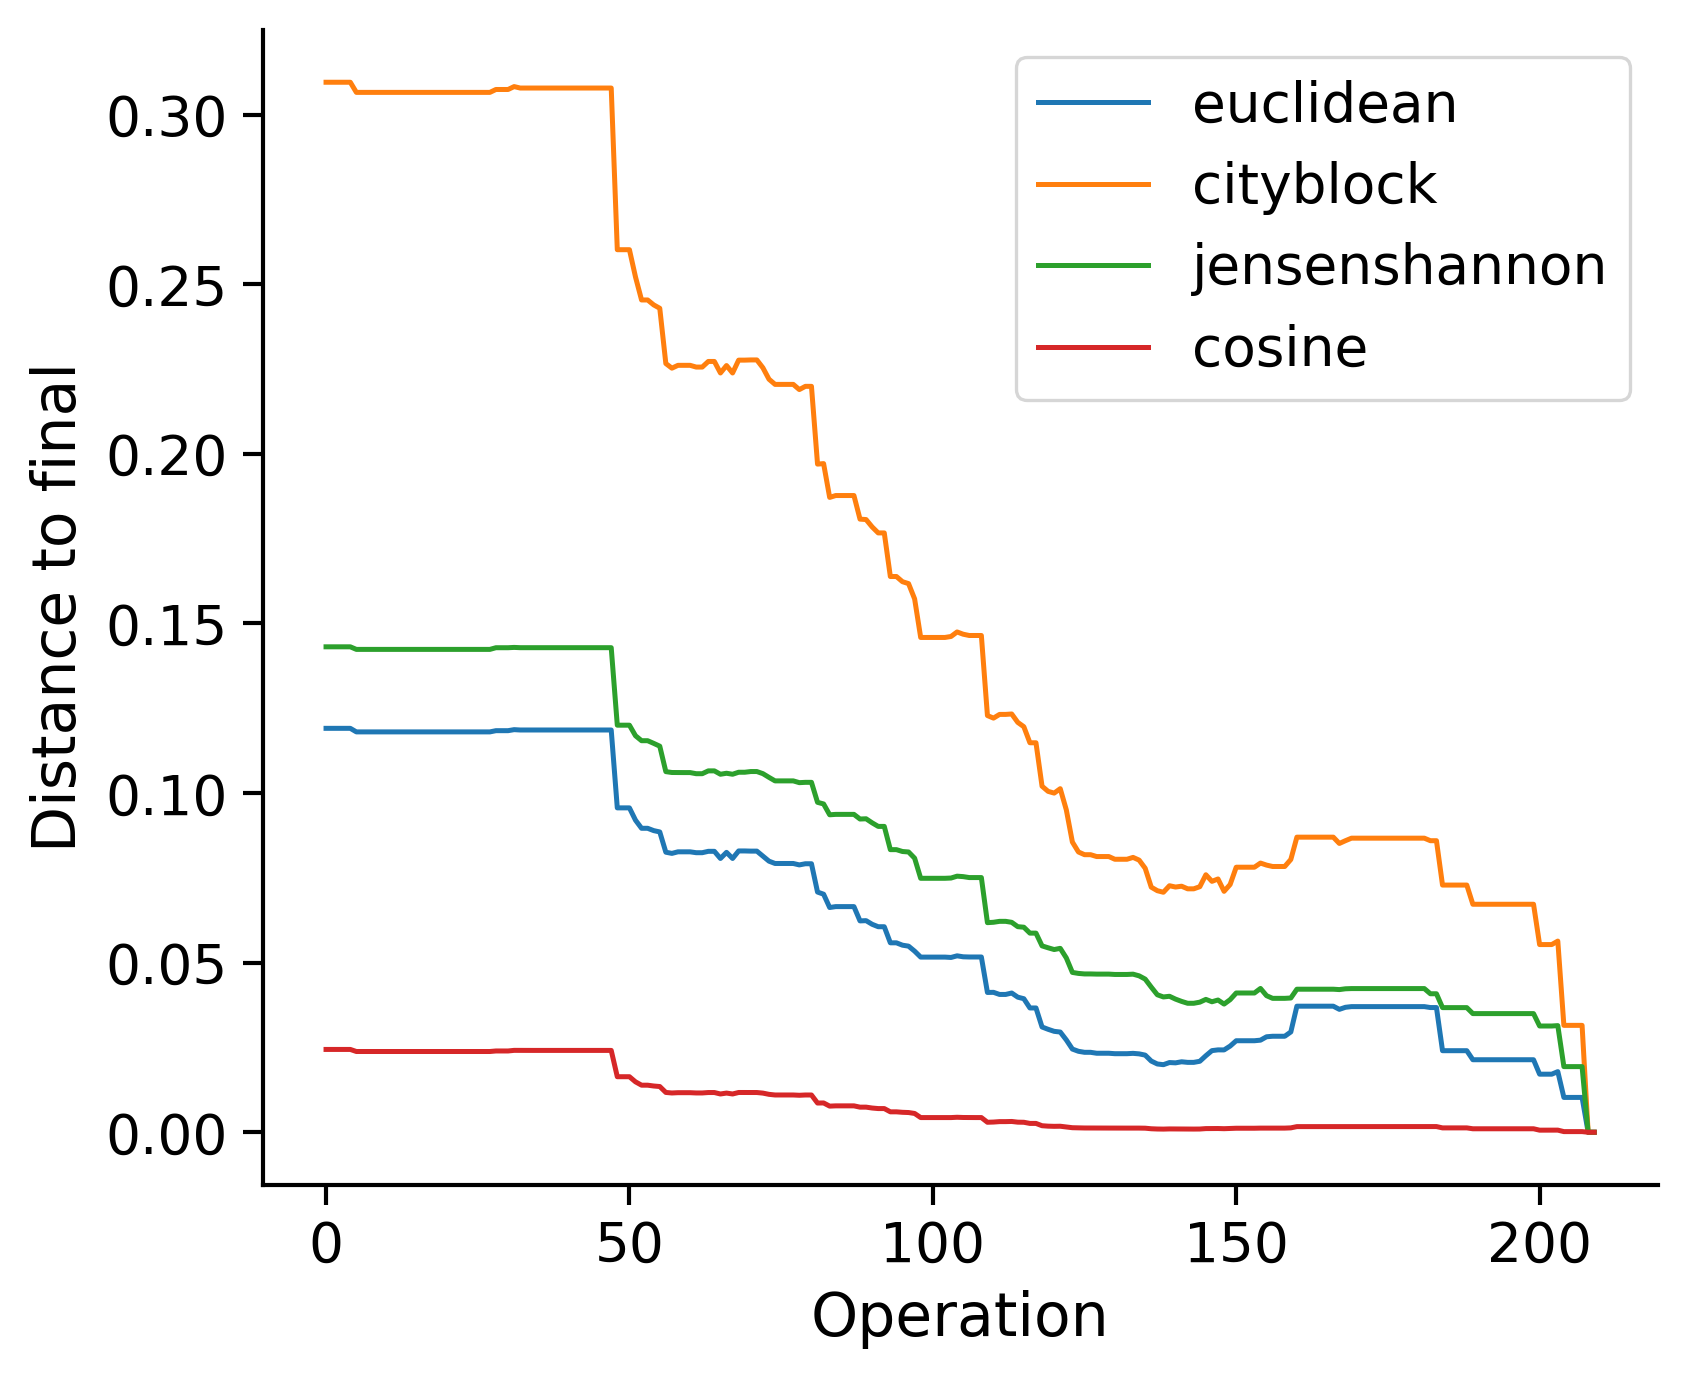 euclidean
cityblock
jensenshannon
cosine
Distance to final
0.30
0.25
0.20
0.15
0.10
0.05
0.00
0 50 100 150 200
Operation